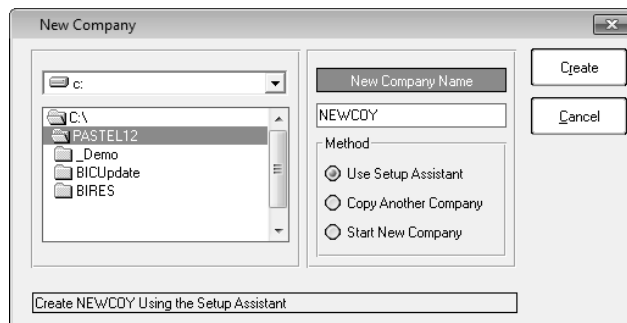 New Company
c:
C:\
PASTEL12
_Demo
BICUpdate
BIRES
New Company Name
NEWCOY
Method
Use Setup Assistant
Copy Another Company
Start New Company
Create
Cancel
Create NEWCOY Using the Setup Assistant